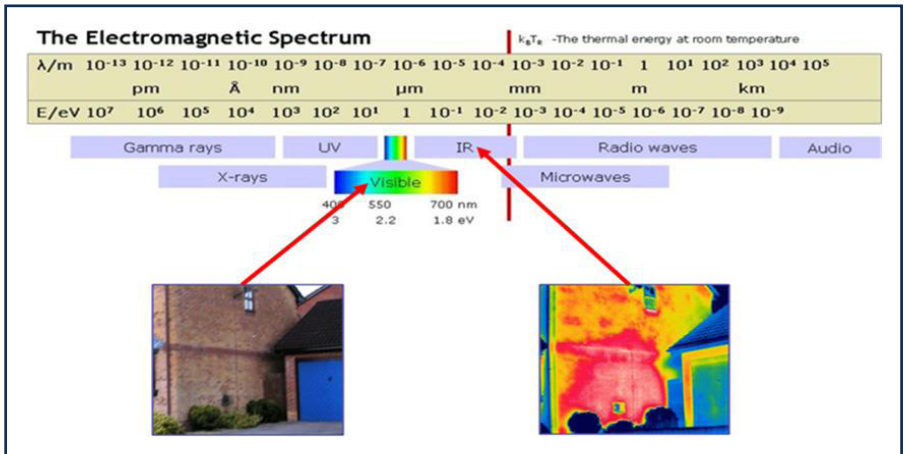 The Electromagnetic Spectrum
k_BT_R -The thermal energy at room temperature
λ/m 10⁻¹³ 10⁻¹² 10⁻¹¹ 10⁻¹⁰ 10⁻⁹ 10⁻⁸ 10⁻⁷ 10⁻⁶ 10⁻⁵ 10⁻⁴ 10⁻³ 10⁻² 10⁻¹ 1 10¹ 10² 10³ 10⁴ 10⁵
pm Å nm µm mm m km
E/eV 10⁷ 10⁶ 10⁵ 10⁴ 10³ 10² 10¹ 1 10⁻¹ 10⁻² 10⁻³ 10⁻⁴ 10⁻⁵ 10⁻⁶ 10⁻⁷ 10⁻⁸ 10⁻⁹
Gamma rays UV IR Radio waves Audio
X-rays Visible Microwaves
400 550 700 nm
3 2.2 1.8 eV